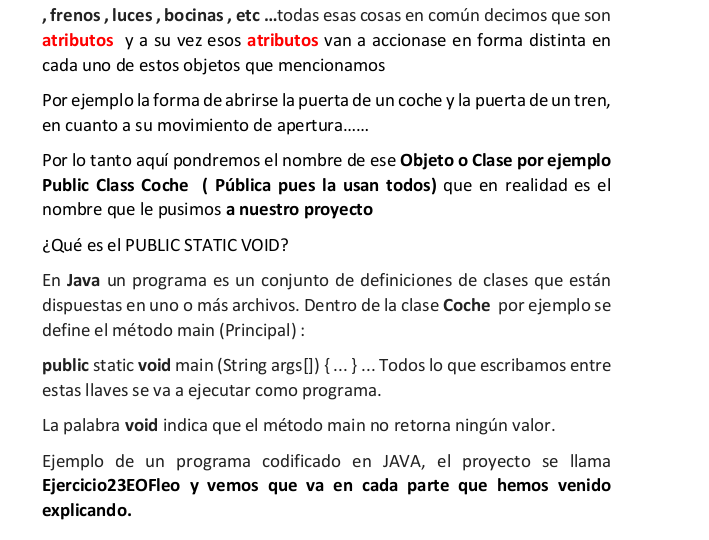 , frenos , luces , bocinas , etc ...todas esas cosas en común decimos que son
atributos y a su vez esos atributos van a accionase en forma distinta en
cada uno de estos objetos que mencionamos
Por ejemplo la forma de abrirse la puerta de un coche y la puerta de un tren,
en cuanto a su movimiento de apertura......
Por lo tanto aquí pondremos el nombre de ese Objeto o Clase por ejemplo
Public Class Coche ( Pública pues la usan todos) que en realidad es el
nombre que le pusimos a nuestro proyecto
¿Qué es el PUBLIC STATIC VOID?
En Java un programa es un conjunto de definiciones de clases que están
dispuestas en uno o más archivos. Dentro de la clase Coche por ejemplo se
define el método main (Principal) :
public static void main (String args[]) { ... } ... Todos lo que escribamos entre
estas llaves se va a ejecutar como programa.
La palabra void indica que el método main no retorna ningún valor.
Ejemplo de un programa codificado en JAVA, el proyecto se llama
Ejercicio23EOFleo y vemos que va en cada parte que hemos venido
explicando.